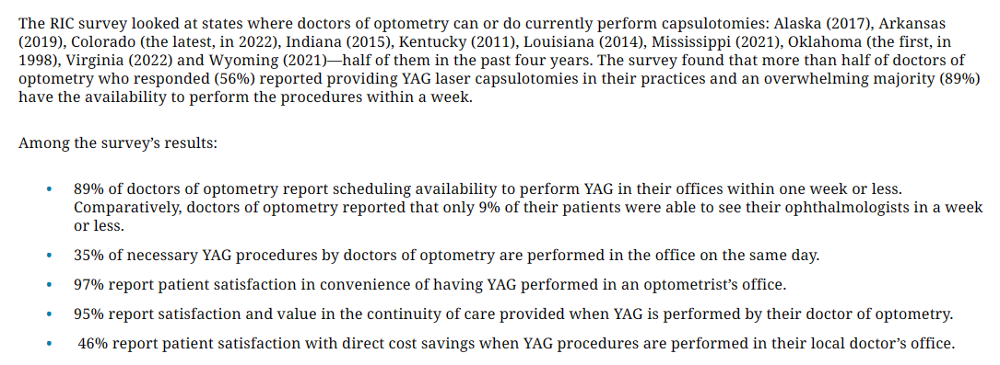 The RIC survey looked at states where doctors of optometry can or do currently perform capsulotomies: Alaska (2017), Arkansas
(2019), Colorado (the latest, in 2022), Indiana (2015), Kentucky (2011), Louisiana (2014), Mississippi (2021), Oklahoma (the first, in
1998), Virginia (2022) and Wyoming (2021)—half of them in the past four years. The survey found that more than half of doctors of
optometry who responded (56%) reported providing YAG laser capsulotomies in their practices and an overwhelming majority (89%)
have the availability to perform the procedures within a week.
Among the survey’s results:
• 89% of doctors of optometry report scheduling availability to perform YAG in their offices within one week or less.
Comparatively, doctors of optometry reported that only 9% of their patients were able to see their ophthalmologists in a week
or less.
• 35% of necessary YAG procedures by doctors of optometry are performed in the office on the same day.
• 97% report patient satisfaction in convenience of having YAG performed in an optometrist’s office.
• 95% report satisfaction and value in the continuity of care provided when YAG is performed by their doctor of optometry.
• 46% report patient satisfaction with direct cost savings when YAG procedures are performed in their local doctor’s office.